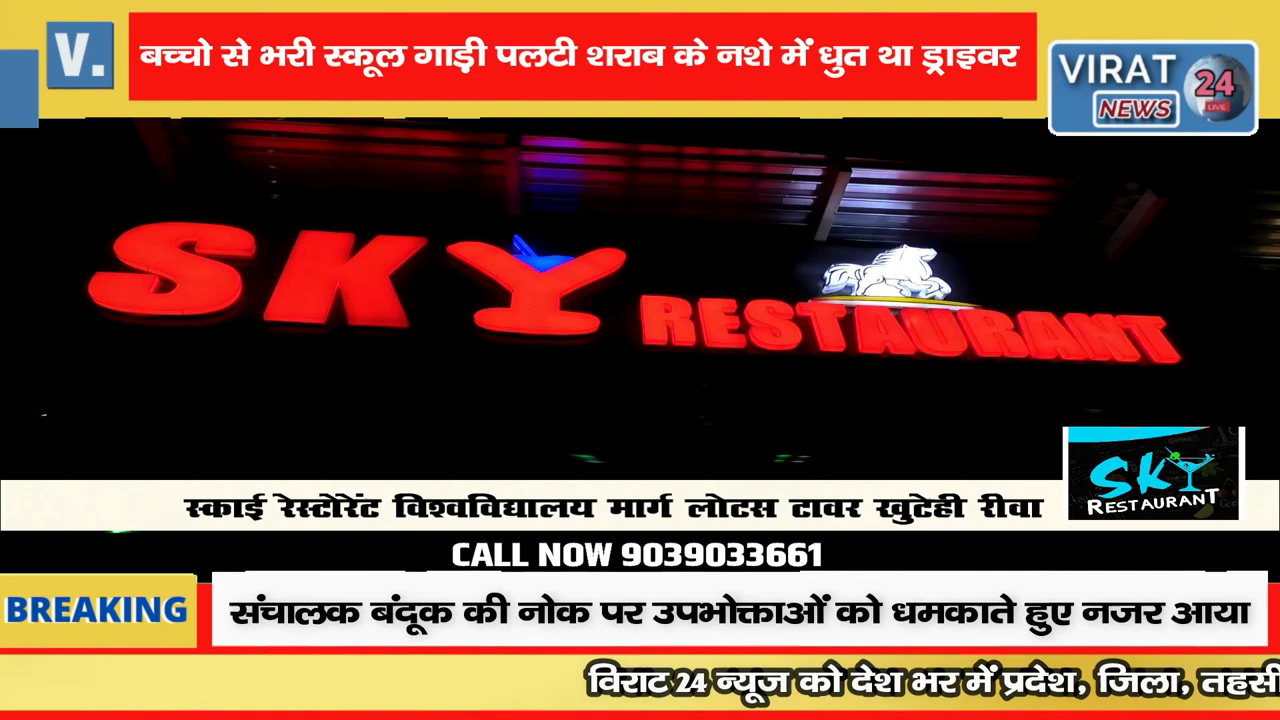 V.
बच्चो से भरी स्कूल गाड़ी पलटी शराब के नशे में धुत था ड्राइवर
VIRAT
24
LIVE
NEWS
SKY RESTAURANT
SKY
RESTAURANT
स्काई रेस्टोरेंट विश्वविद्यालय मार्ग लोटस टावर खुटेही रीवा
CALL NOW 9039033661
BREAKING
संचालक बंदूक की नोक पर उपभोक्ताओं को धमकाते हुए नजर आया
विराट 24 न्यूज को देश भर में प्रदेश, जिला, तहसी